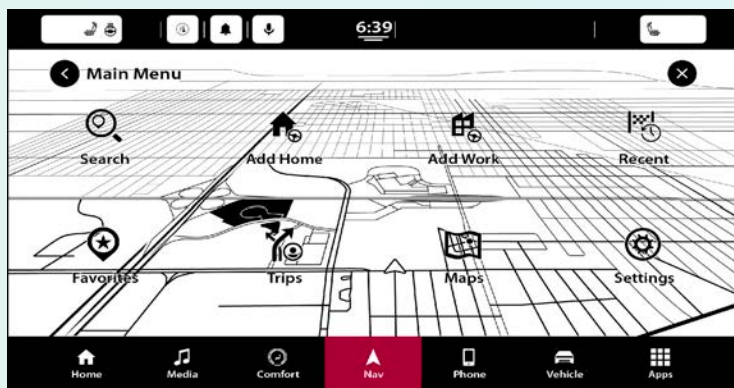 6:39
Main Menu
Search Add Home Add Work Recent
Favorites Trips Maps Settings
Home Media Comfort Nav Phone Vehicle Apps